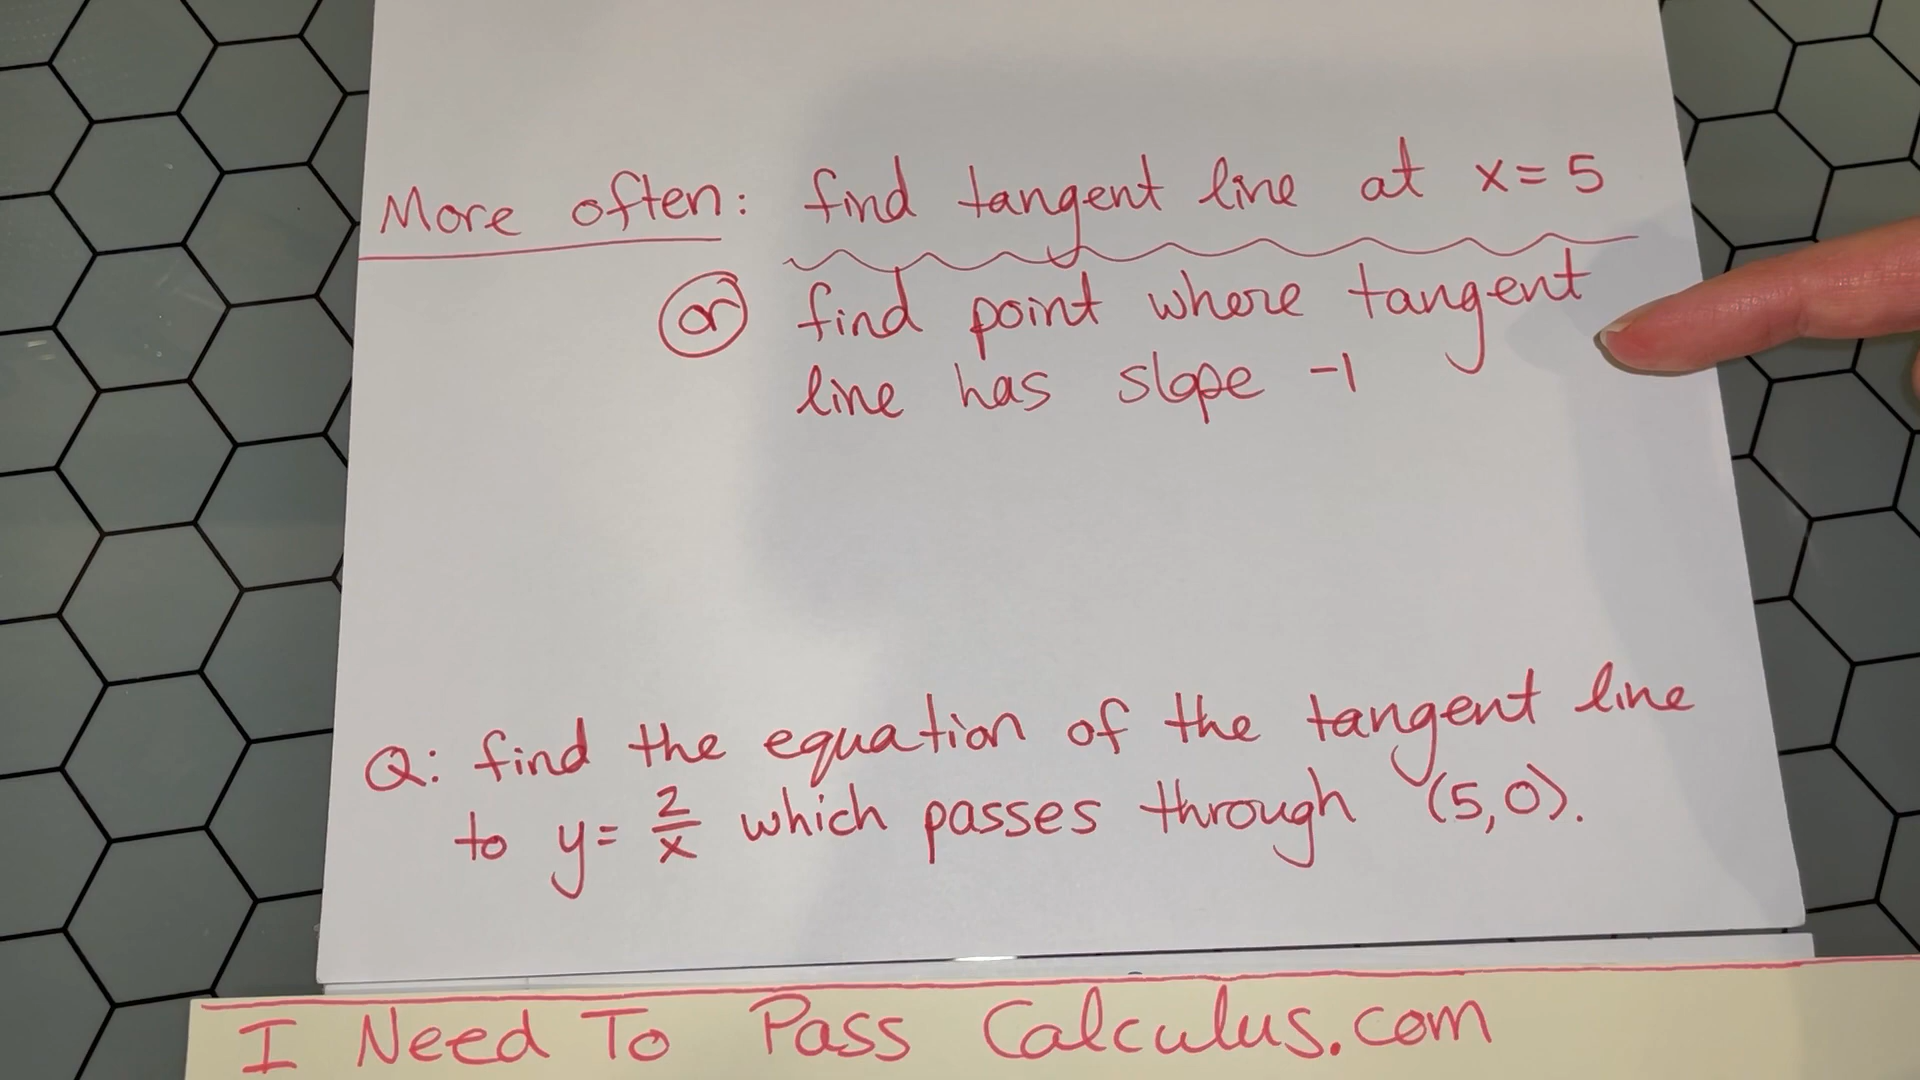 More often: find tangent line at x=5
or find point where tangent
line has slope -1
Q: find the equation of the tangent line
to y= 2/x which passes through (5,0).
I Need To Pass Calculus.com